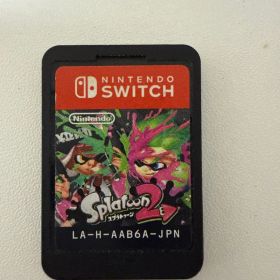 NINTENDO
SWITCH
Nintendo
Splatoon 2
スプラトゥーン
LA-H-AAB6A-JPN